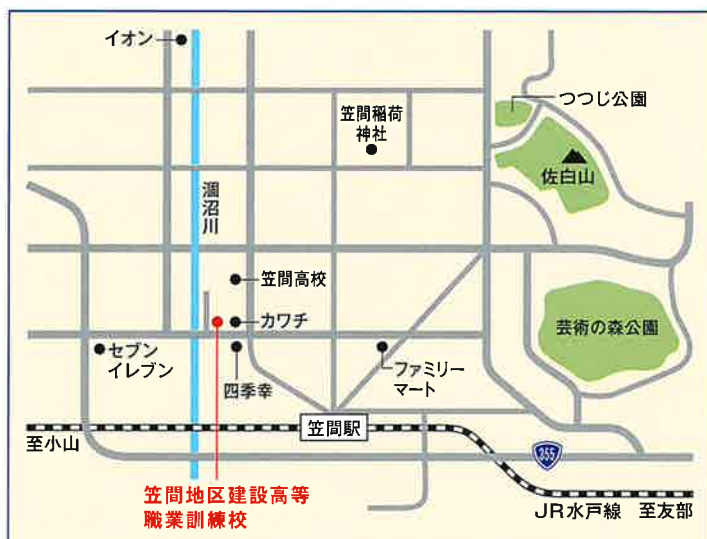 イオン
つつじ公園
笠間稲荷
神社
佐白山
涸沼川
笠間高校
カワチ
芸術の森公園
セブン
イレブン
四季幸
ファミリー
マート
笠間駅
至小山
355
笠間地区建設高等
職業訓練校
JR水戸線 至友部